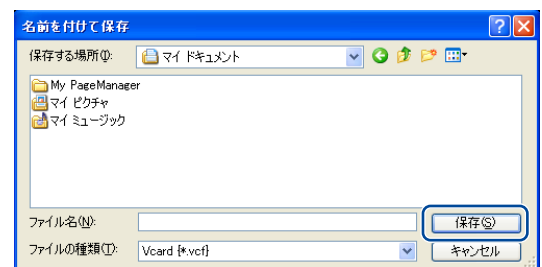 名前を付けて保存
保存する場所(I): マイ ドキュメント
My PageManager
マイ ピクチャ
マイ ミュージック
ファイル名(N): 保存(S)
ファイルの種類(T): Vcard {*.vcf} キャンセル